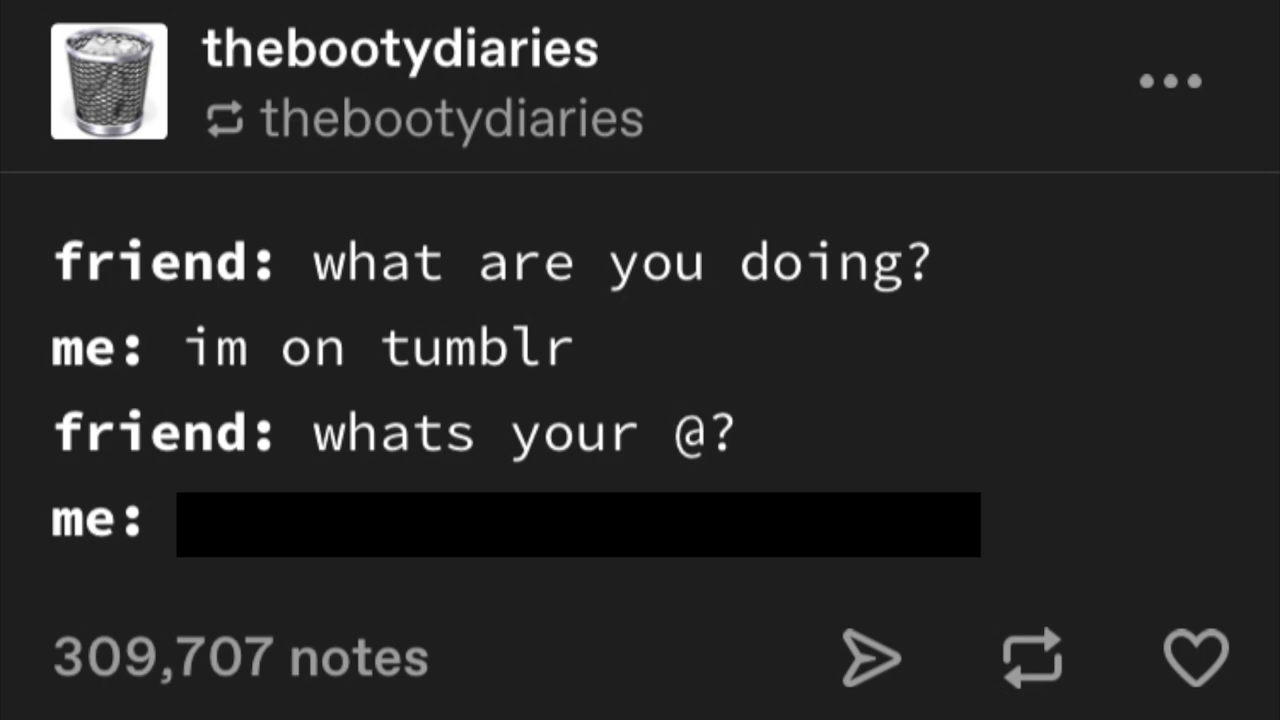 thebootydiaries
thebootydiaries
friend: what are you doing?
me: im on tumblr
friend: whats your @?
me:
309,707 notes